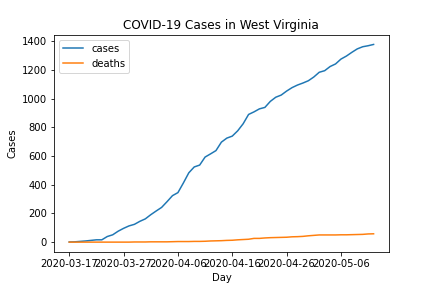 COVID-19 Cases in West Virginia
cases
deaths
1400
1200
1000
800
600
400
200
0
Cases
2020-03-17 2020-03-27 2020-04-06 2020-04-16 2020-04-26 2020-05-06
Day